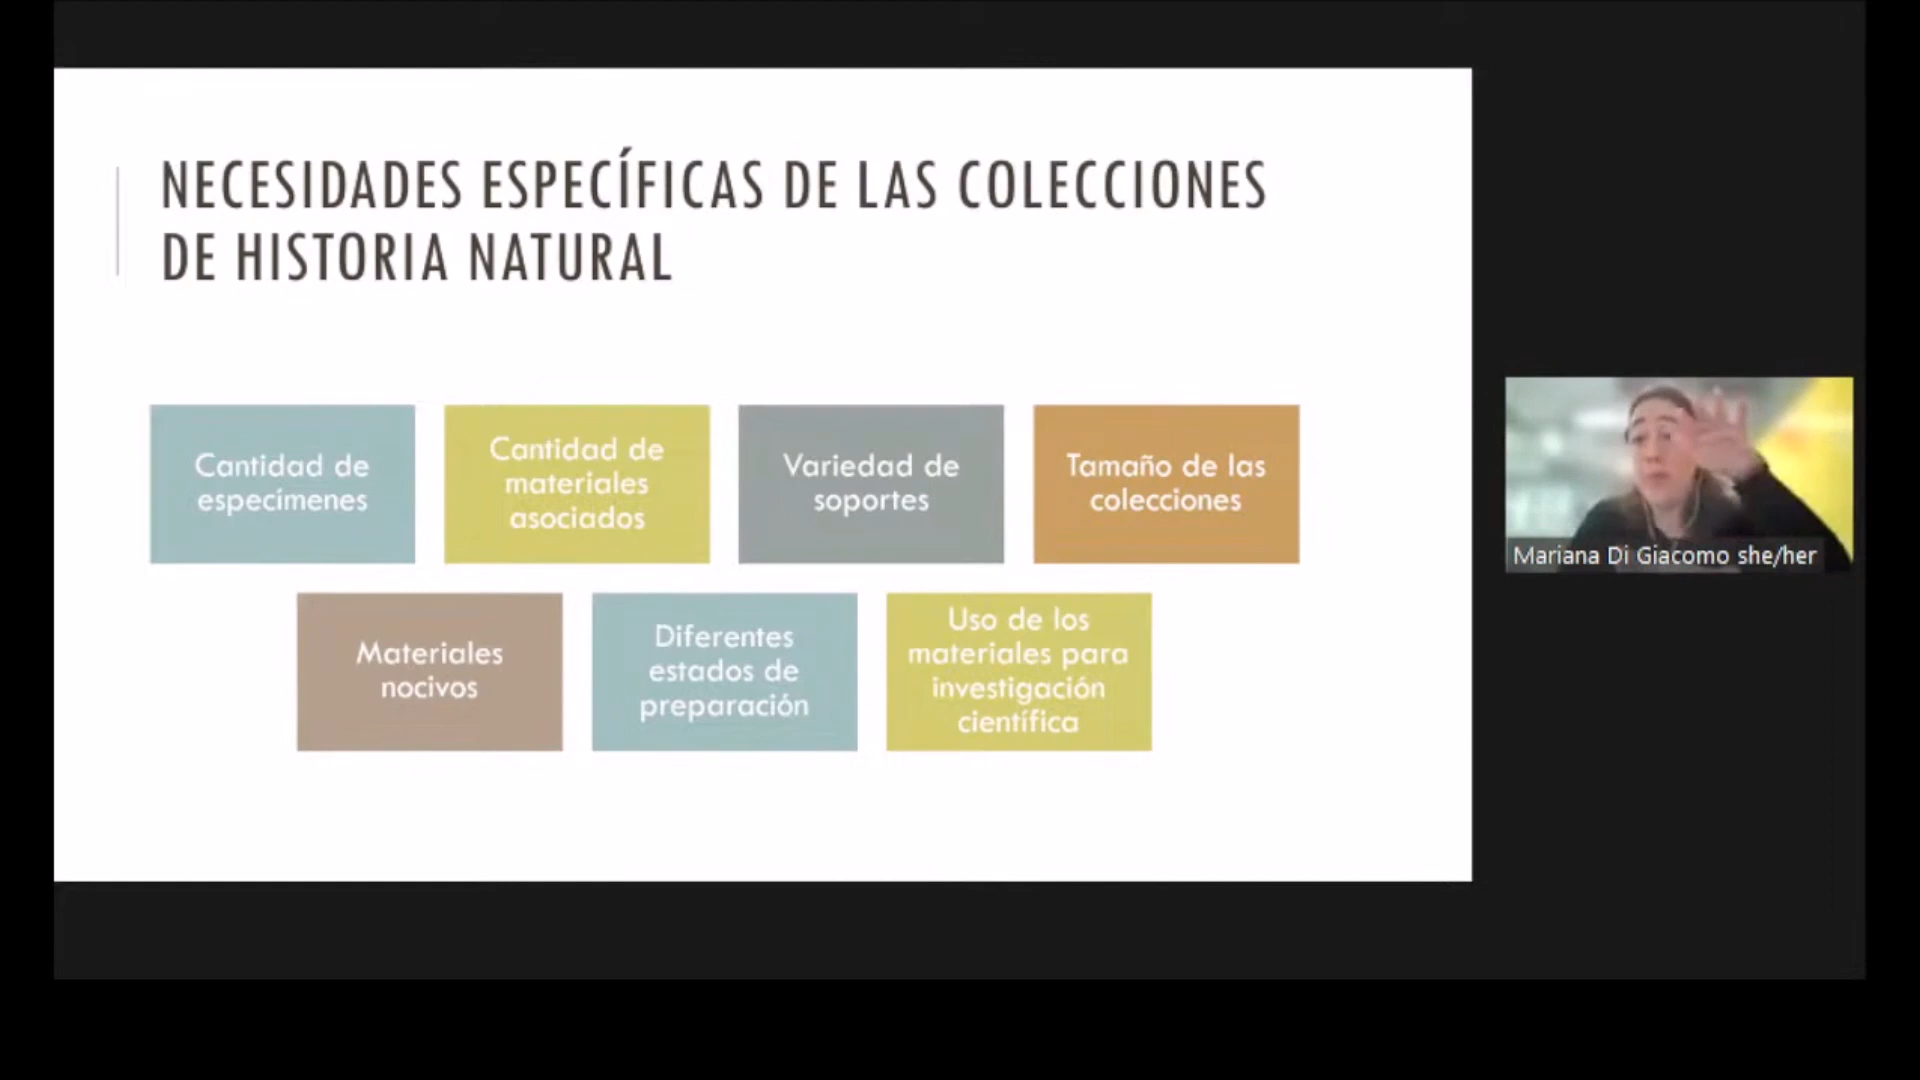 NECESIDADES ESPECÍFICAS DE LAS COLECCIONES
DE HISTORIA NATURAL
Cantidad de
especímenes
Cantidad de
materiales
asociados
Variedad de
soportes
Tamaño de las
colecciones
Materiales
nocivos
Diferentes
estados de
preparación
Uso de los
materiales para
investigación
científica
Mariana Di Giacomo she/her